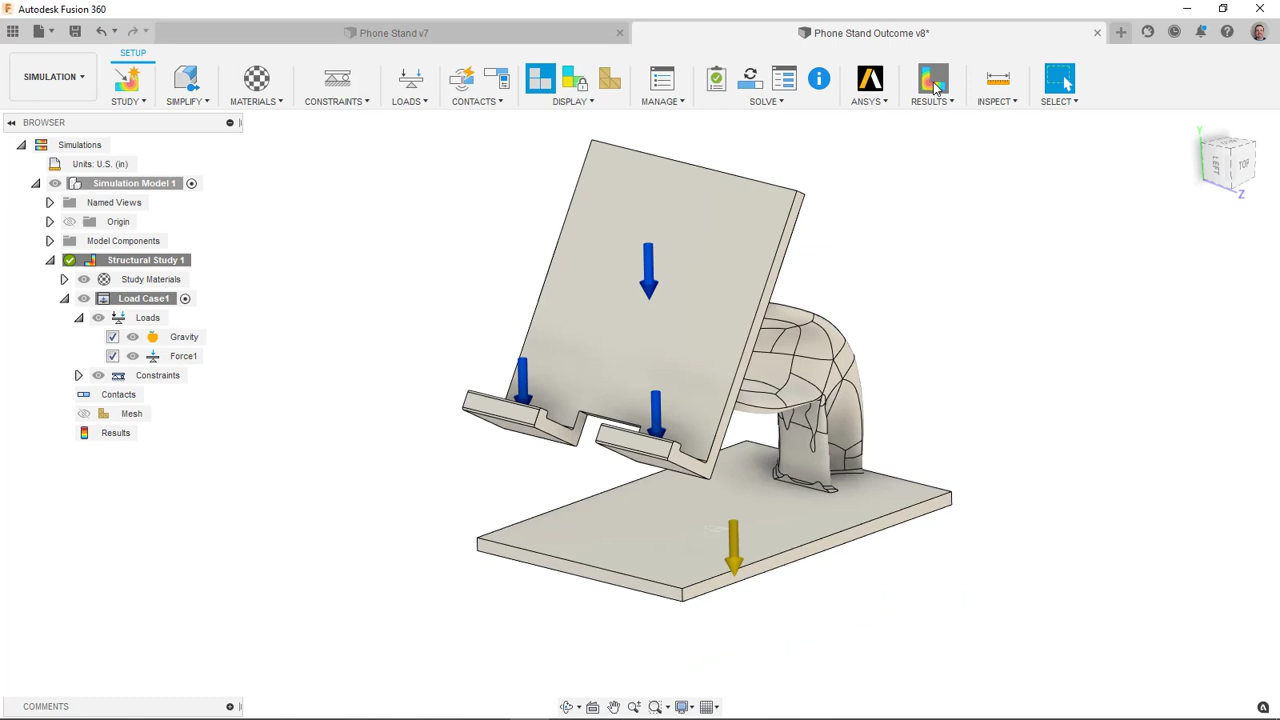 Autodesk Fusion 360
Phone Stand v7
Phone Stand Outcome v8*
SETUP
SIMULATION
STUDY
SIMPLIFY
MATERIALS
CONSTRAINTS
LOADS
CONTACTS
DISPLAY
MANAGE
SOLVE
ANSYS
RESULTS
INSPECT
SELECT
BROWSER
Simulations
Units: U.S. (in)
Simulation Model 1
Named Views
Origin
Model Components
Structural Study 1
Study Materials
Load Case1
Loads
Gravity
Force1
Constraints
Contacts
Mesh
Results
Y
LEFT
TOP
Z
COMMENTS